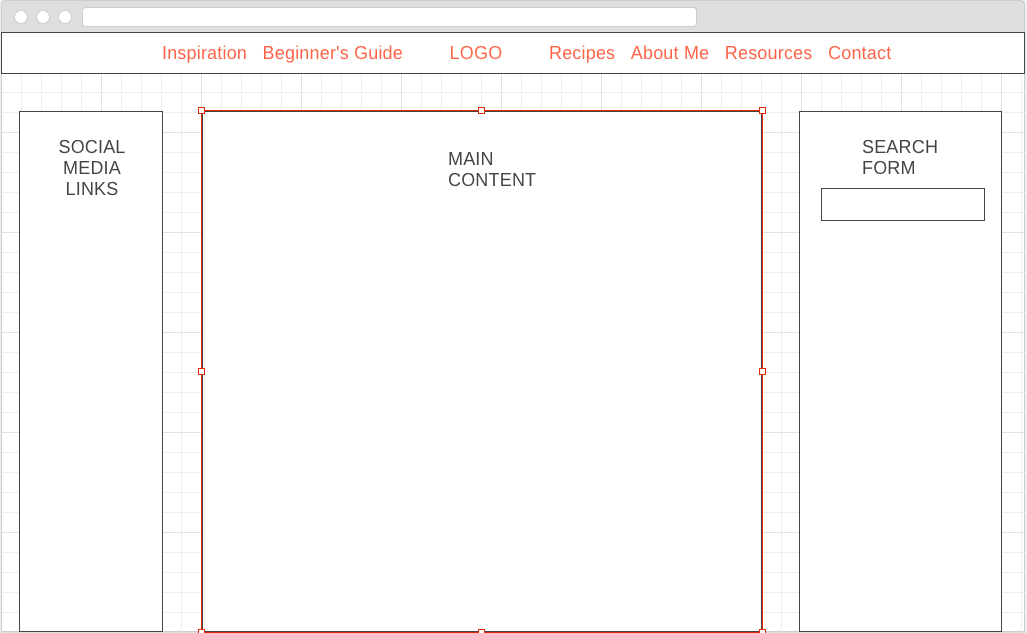 Inspiration Beginner's Guide LOGO Recipes About Me Resources Contact
SOCIAL
MEDIA
LINKS
MAIN
CONTENT
SEARCH
FORM